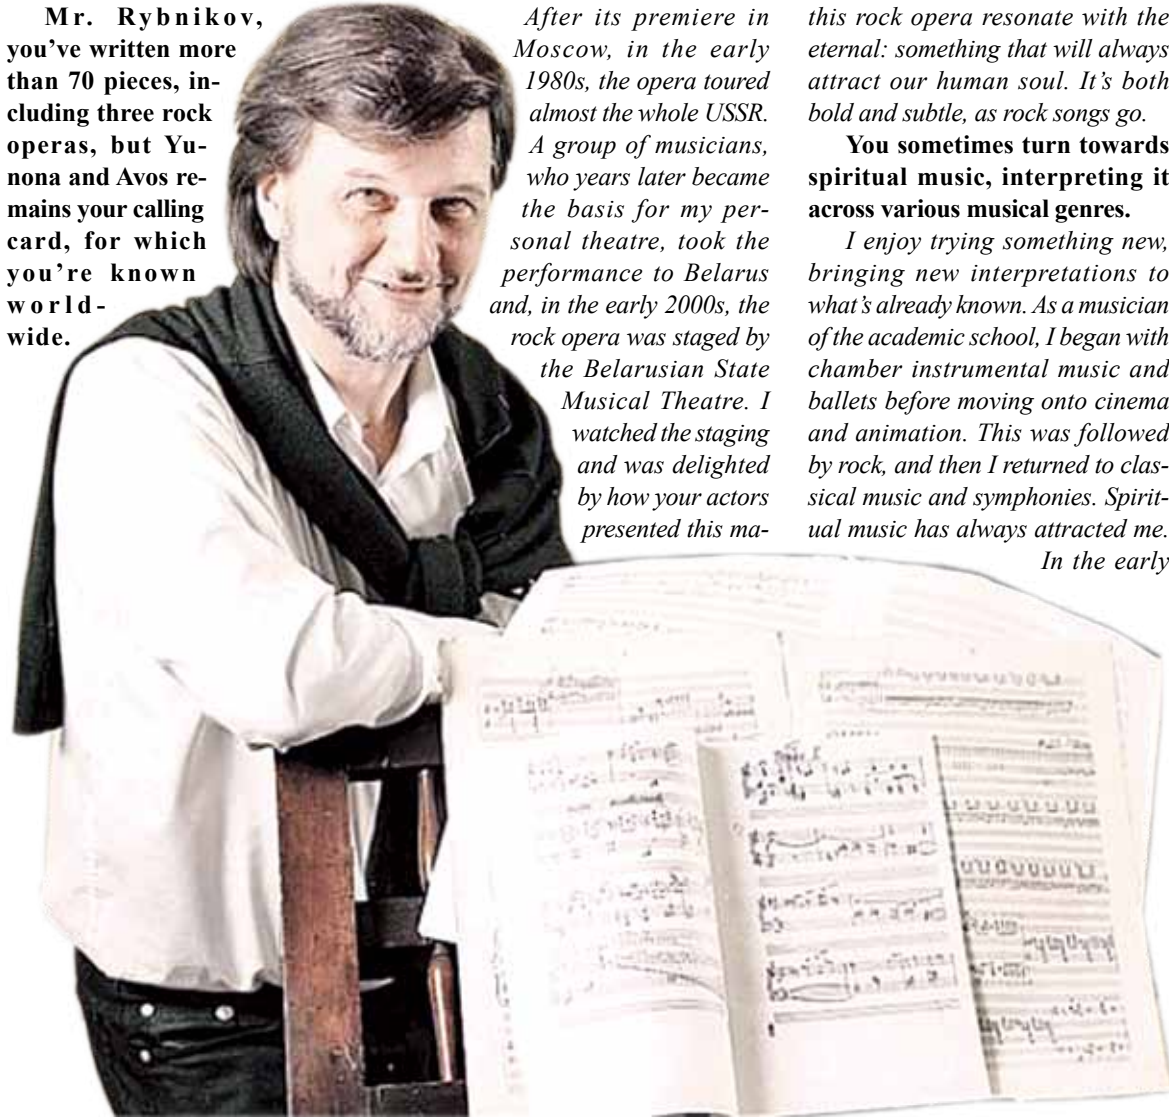 Mr. Rybnikov,
you've written more
than 70 pieces, in-
cluding three rock
operas, but Yu-
nona and Avos re-
mains your calling
card, for which
you're known
world-
wide.
After its premiere in
Moscow, in the early
1980s, the opera toured
almost the whole USSR.
A group of musicians,
who years later became
the basis for my per-
sonal theatre, took the
performance to Belarus
and, in the early 2000s, the
rock opera was staged by
the Belarusian State
Musical Theatre. I
watched the staging
and was delighted
by how your actors
presented this ma-
this rock opera resonate with the
eternal: something that will always
attract our human soul. It's both
bold and subtle, as rock songs go.
You sometimes turn towards
spiritual music, interpreting it
across various musical genres.
I enjoy trying something new,
bringing new interpretations to
what's already known. As a musician
of the academic school, I began with
chamber instrumental music and
ballets before moving onto cinema
and animation. This was followed
by rock, and then I returned to clas-
sical music and symphonies. Spirit-
ual music has always attracted me.
In the early